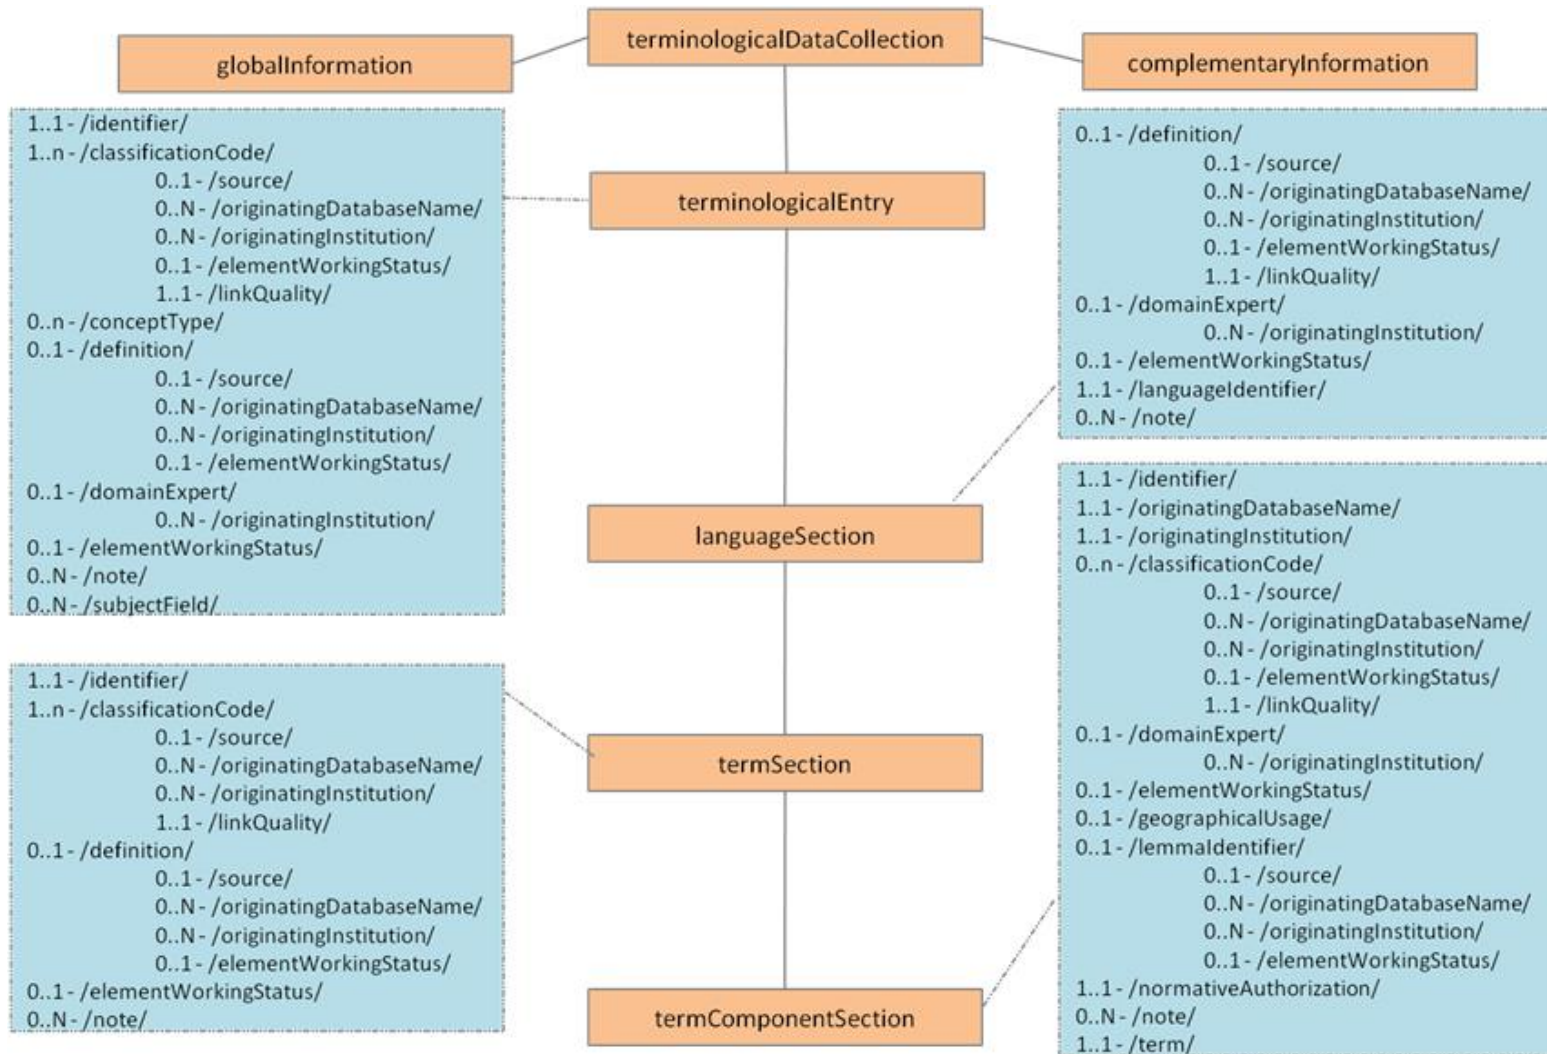 terminologicalDataCollection
globalInformation
complementaryInformation
1..1 - /identifier/
1..n - /classificationCode/
0..1 - /source/
0..N - /originatingDatabaseName/
0..N - /originatingInstitution/
0..1 - /elementWorkingStatus/
1..1 - /linkQuality/
0..n - /conceptType/
0..1 - /definition/
0..1 - /source/
0..N - /originatingDatabaseName/
0..N - /originatingInstitution/
0..1 - /elementWorkingStatus/
0..1 - /domainExpert/
0..N - /originatingInstitution/
0..1 - /elementWorkingStatus/
0..N - /note/
0..N - /subjectField/
terminologicalEntry
0..1 - /definition/
0..1 - /source/
0..N - /originatingDatabaseName/
0..N - /originatingInstitution/
0..1 - /elementWorkingStatus/
1..1 - /linkQuality/
0..1 - /domainExpert/
0..N - /originatingInstitution/
0..1 - /elementWorkingStatus/
1..1 - /languageIdentifier/
0..N - /note/
languageSection
1..1 - /identifier/
1..n - /classificationCode/
0..1 - /source/
0..N - /originatingDatabaseName/
0..N - /originatingInstitution/
1..1 - /linkQuality/
0..1 - /definition/
0..1 - /source/
0..N - /originatingDatabaseName/
0..N - /originatingInstitution/
0..1 - /elementWorkingStatus/
0..1 - /elementWorkingStatus/
0..N - /note/
termSection
termComponentSection
1..1 - /identifier/
1..1 - /originatingDatabaseName/
1..1 - /originatingInstitution/
0..n - /classificationCode/
0..1 - /source/
0..N - /originatingDatabaseName/
0..N - /originatingInstitution/
0..1 - /elementWorkingStatus/
1..1 - /linkQuality/
0..1 - /domainExpert/
0..N - /originatingInstitution/
0..1 - /elementWorkingStatus/
0..1 - /geographicalUsage/
0..1 - /lemmaIdentifier/
0..1 - /source/
0..N - /originatingDatabaseName/
0..N - /originatingInstitution/
0..1 - /elementWorkingStatus/
1..1 - /normativeAuthorization/
0..N - /note/
1..1 - /term/